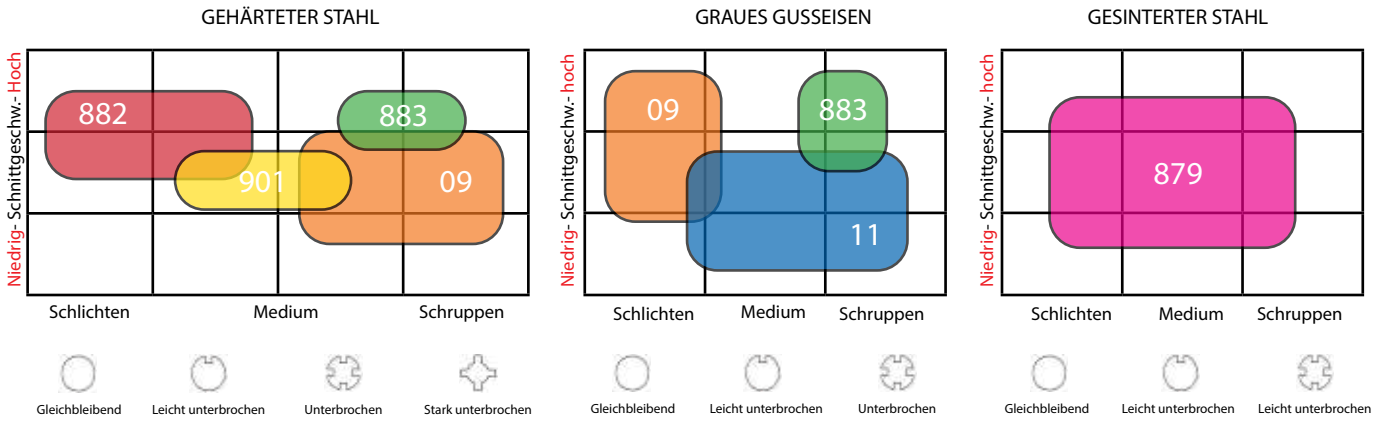 GEHÄRTETER STAHL
Niedrig- Schnittgeschw.- Hoch
882
883
901
09
Schlichten Medium Schruppen
Gleichbleibend Leicht unterbrochen Unterbrochen Stark unterbrochen
GRAUES GUSSEISEN
Niedrig- Schnittgeschw.- hoch
09
883
11
Schlichten Medium Schruppen
Gleichbleibend Leicht unterbrochen Unterbrochen
GESINTERTER STAHL
Niedrig- Schnittgeschw.- hoch
879
Schlichten Medium Schruppen
Gleichbleibend Leicht unterbrochen Leicht unterbrochen